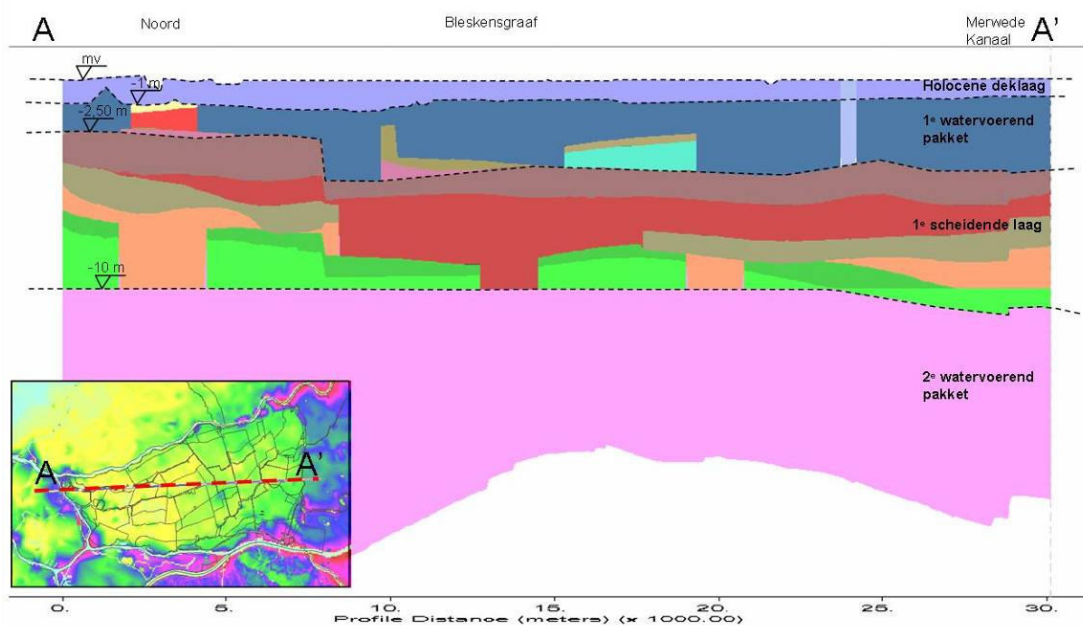 A
Noord
Bleskensgraaf
Merwede
Kanaal
A'
mv
-1 m
-2,50 m
Holocene deklaag
1e watervoerend
pakket
1e scheidende laag
-10 m
2e watervoerend
pakket
A
A'
0.
5.
10.
15.
20.
25.
30.
Profile Distance (meters) (x 1000.00)